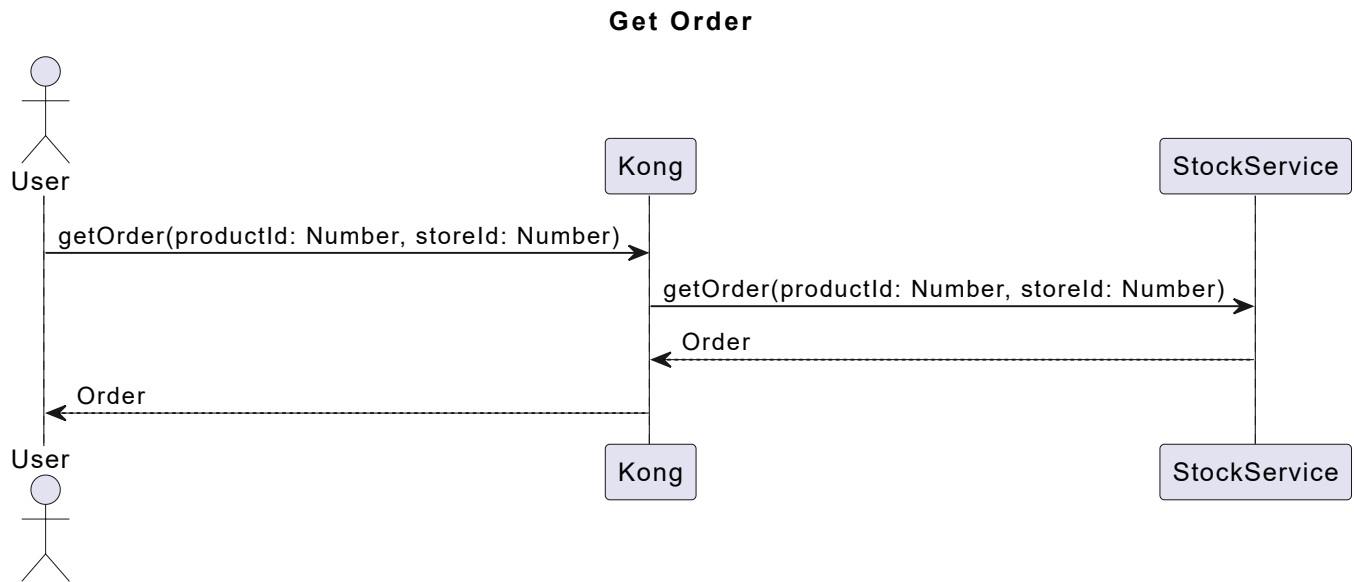 Get Order
User
Kong
StockService
getOrder(productId: Number, storeId: Number)
getOrder(productId: Number, storeId: Number)
Order
Order
User
Kong
StockService